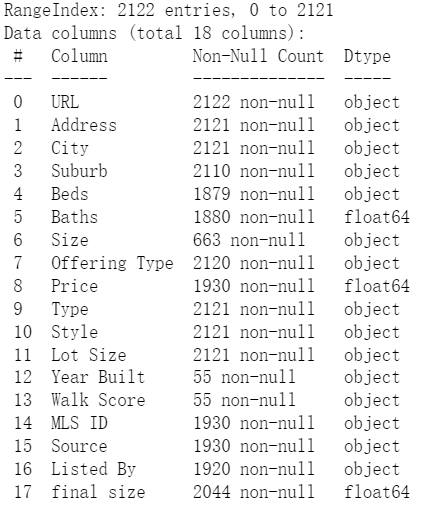 RangeIndex: 2122 entries, 0 to 2121
Data columns (total 18 columns):
 #   Column         Non-Null Count  Dtype
---  ------         --------------  -----
 0   URL            2122 non-null   object
 1   Address        2121 non-null   object
 2   City           2121 non-null   object
 3   Suburb         2110 non-null   object
 4   Beds           1879 non-null   object
 5   Baths          1880 non-null   float64
 6   Size           663 non-null    object
 7   Offering Type  2120 non-null   object
 8   Price          1930 non-null   float64
 9   Type           2121 non-null   object
 10  Style          2121 non-null   object
 11  Lot Size       2121 non-null   object
 12  Year Built     55 non-null     object
 13  Walk Score     55 non-null     object
 14  MLS ID         1930 non-null   object
 15  Source         1930 non-null   object
 16  Listed By      1920 non-null   object
 17  final size     2044 non-null   float64